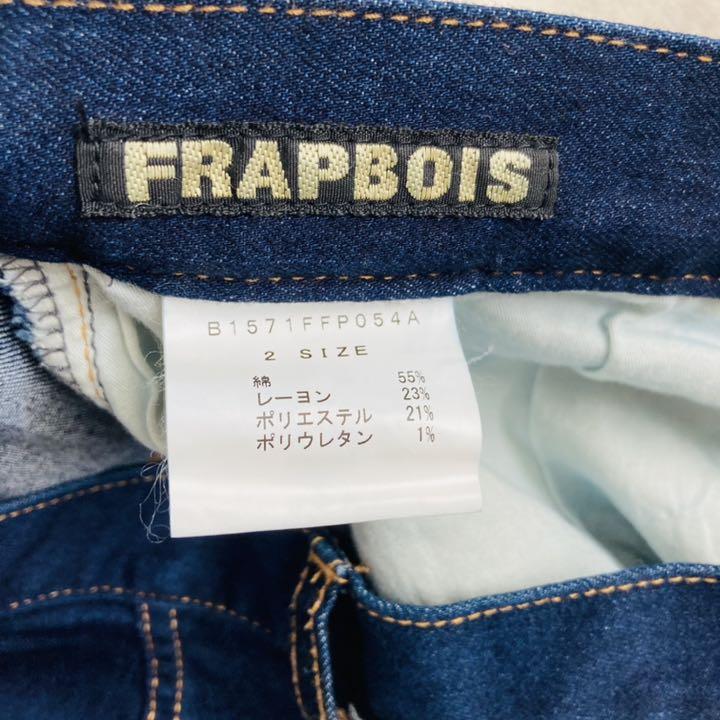 FRAPBOIS
B1571FFP054A
2 SIZE
綿 55%
レーヨン 23%
ポリエステル 21%
ポリウレタン 1%